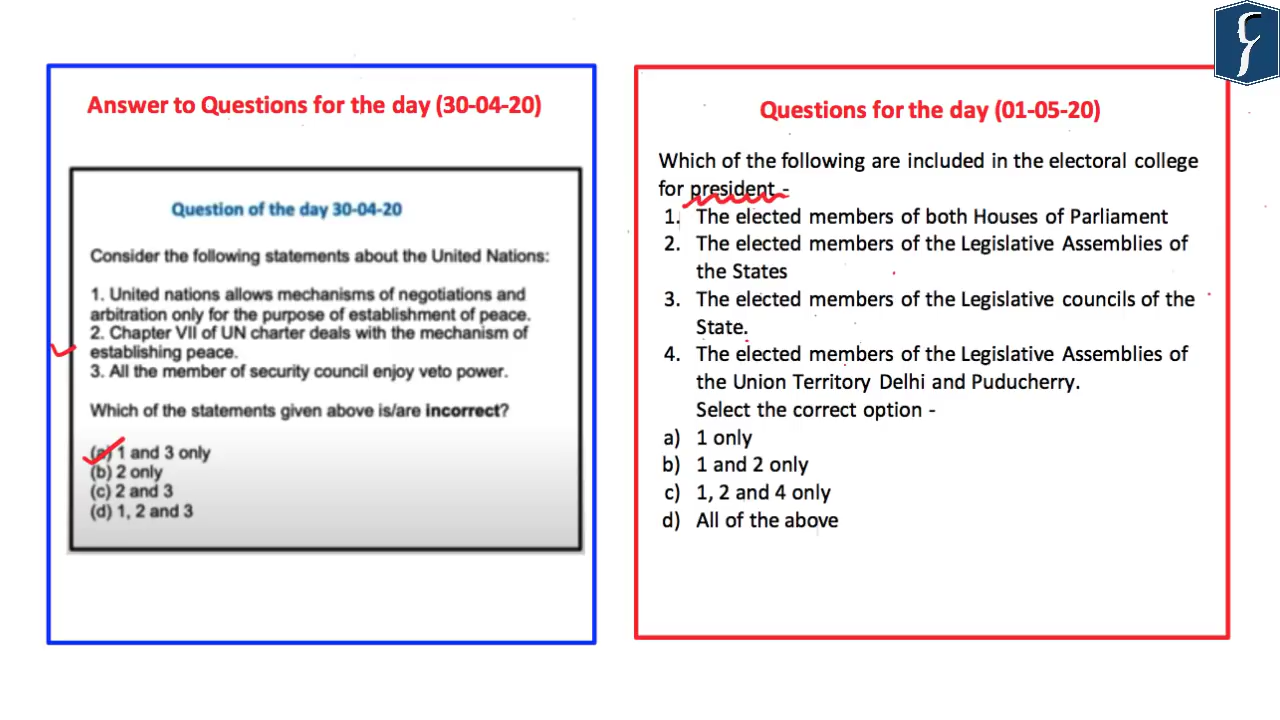 Answer to Questions for the day (30-04-20)
Question of the day 30-04-20
Consider the following statements about the United Nations:
1. United nations allows mechanisms of negotiations and
arbitration only for the purpose of establishment of peace.
2. Chapter VII of UN charter deals with the mechanism of
establishing peace.
3. All the member of security council enjoy veto power.
Which of the statements given above is/are incorrect?
(a) 1 and 3 only
(b) 2 only
(c) 2 and 3
(d) 1, 2 and 3
Questions for the day (01-05-20)
Which of the following are included in the electoral college
for president -
1. The elected members of both Houses of Parliament
2. The elected members of the Legislative Assemblies of
the States
3. The elected members of the Legislative councils of the
State.
4. The elected members of the Legislative Assemblies of
the Union Territory Delhi and Puducherry.
Select the correct option -
a) 1 only
b) 1 and 2 only
c) 1, 2 and 4 only
d) All of the above